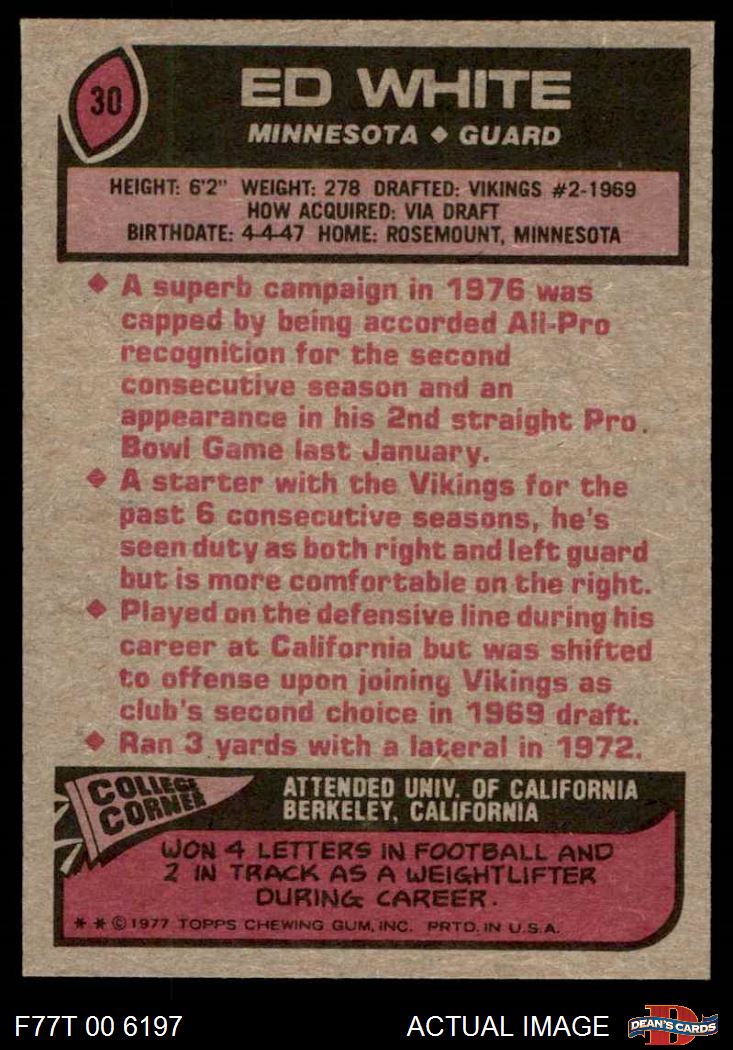 30
ED WHITE
MINNESOTA ◆ GUARD
HEIGHT: 6'2" WEIGHT: 278 DRAFTED: VIKINGS #2-1969
HOW ACQUIRED: VIA DRAFT
BIRTHDATE: 4-4-47 HOME: ROSEMOUNT, MINNESOTA
◆ A superb campaign in 1976 was
capped by being accorded All-Pro
recognition for the second
consecutive season and an
appearance in his 2nd straight Pro
Bowl Game last January.
◆ A starter with the Vikings for the
past 6 consecutive seasons, he's
seen duty as both right and left guard
but is more comfortable on the right.
◆ Played on the defensive line during his
career at California but was shifted
to offense upon joining Vikings as
club's second choice in 1969 draft.
◆ Ran 3 yards with a lateral in 1972.
COLLEGE
CORNER
ATTENDED UNIV. OF CALIFORNIA
BERKELEY, CALIFORNIA
WON 4 LETTERS IN FOOTBALL AND
2 IN TRACK AS A WEIGHTLIFTER
DURING CAREER.
* * © 1977 TOPPS CHEWING GUM, INC. PRTD. IN U.S.A.
F77T 00 6197
ACTUAL IMAGE
D
DEAN'S CARDS